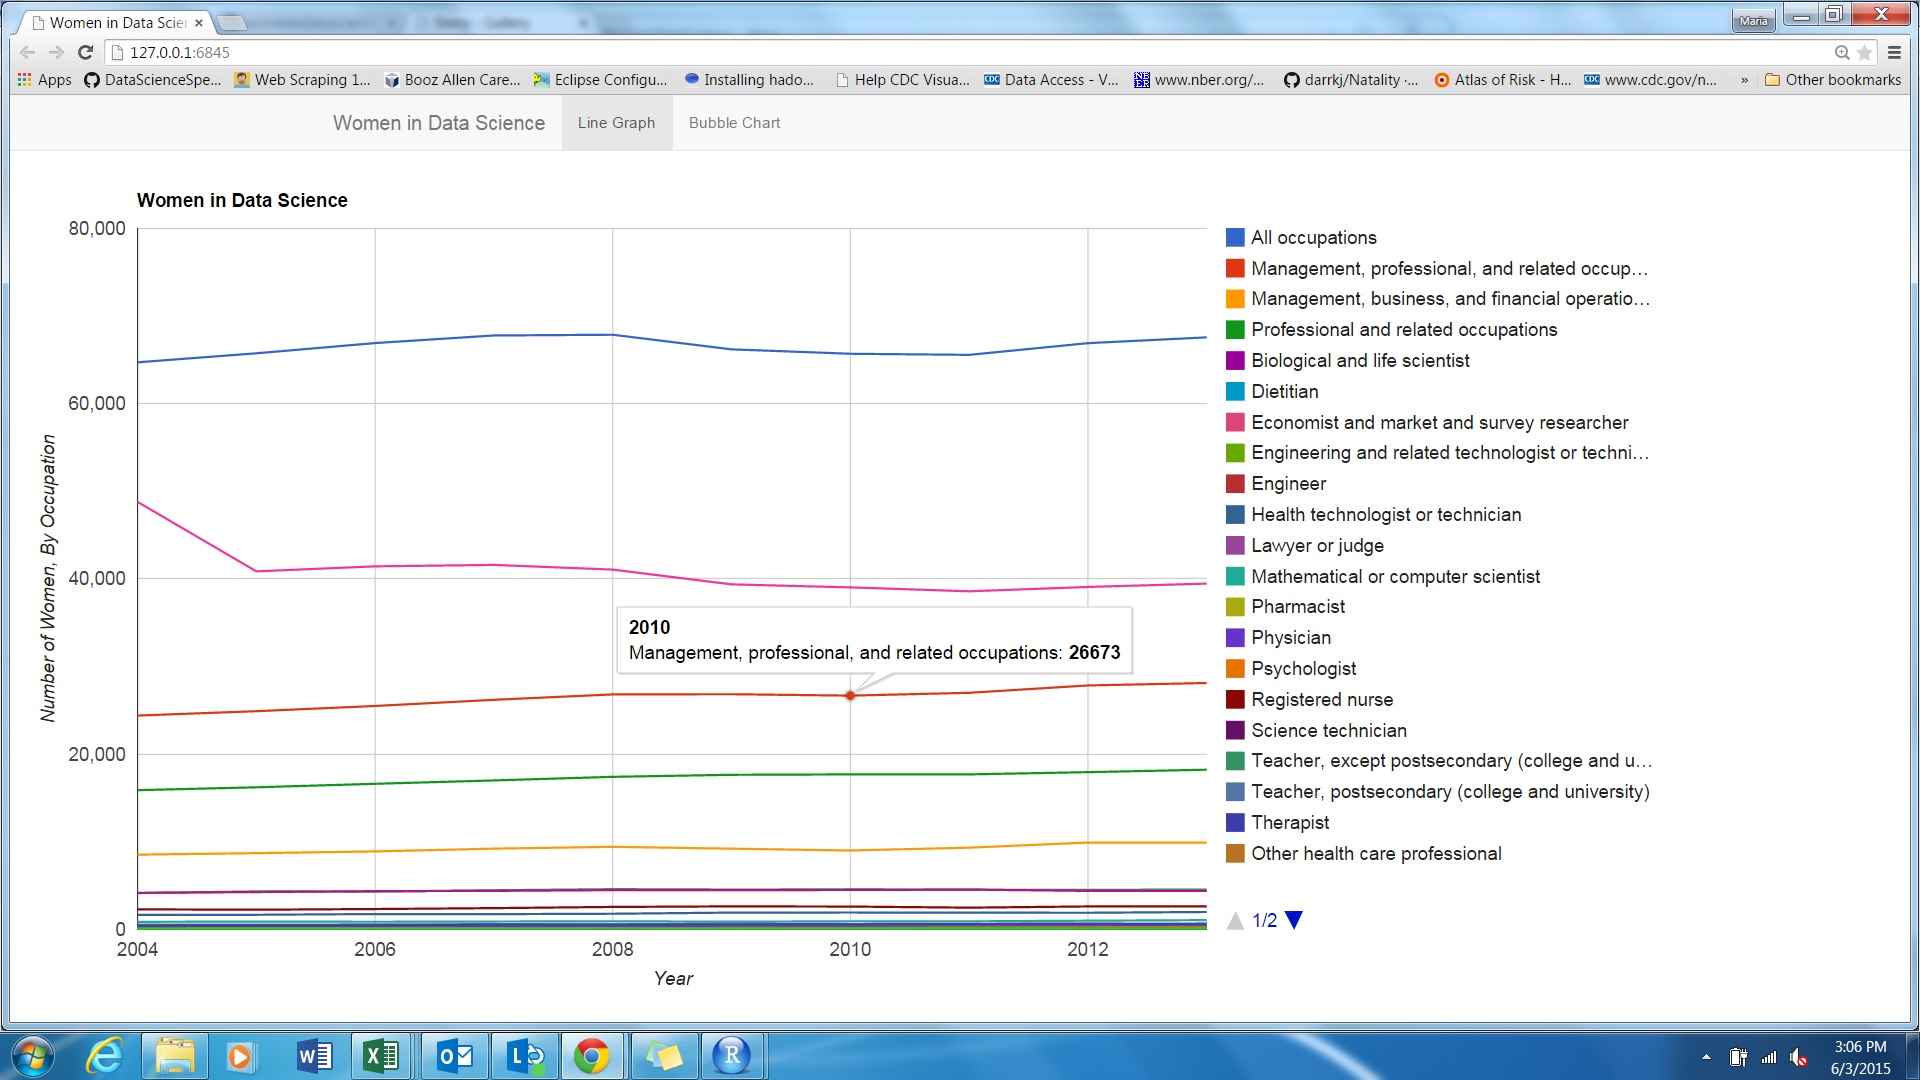 Women in Data Scie
Maria
127.0.0.1:6845
Apps
DataScienceSpe...
Web Scraping 1...
Booz Allen Care...
Eclipse Configu...
Installing hado...
Help CDC Visua...
Data Access - V...
www.nber.org/...
darrkj/Natality ·...
Atlas of Risk - H...
www.cdc.gov/n...
»
Other bookmarks
Women in Data Science
Line Graph
Bubble Chart
Women in Data Science
80,000
60,000
40,000
20,000
0
Number of Women, By Occupation
2010
Management, professional, and related occupations: 26673
2004
2006
2008
2010
2012
Year
All occupations
Management, professional, and related occup...
Management, business, and financial operatio...
Professional and related occupations
Biological and life scientist
Dietitian
Economist and market and survey researcher
Engineering and related technologist or techni...
Engineer
Health technologist or technician
Lawyer or judge
Mathematical or computer scientist
Pharmacist
Physician
Psychologist
Registered nurse
Science technician
Teacher, except postsecondary (college and u...
Teacher, postsecondary (college and university)
Therapist
Other health care professional
1/2
3:06 PM
6/3/2015